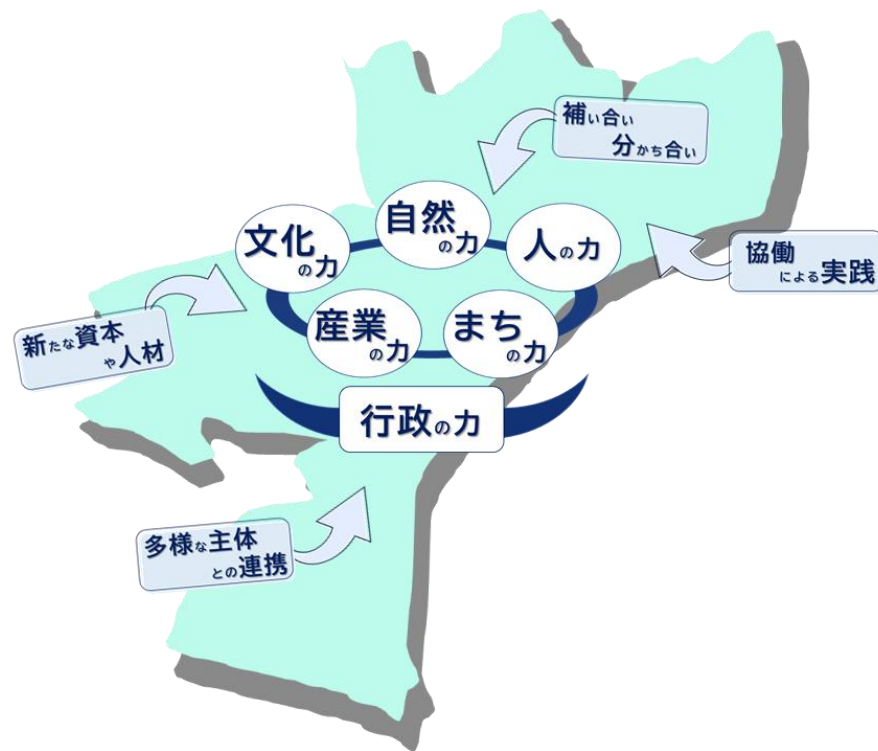 補い合い
分かち合い
自然
の力
文化
の力
人の力
協働
による実践
産業
の力
まち
の力
新たな資本
や人材
行政の力
多様な主体
との連携